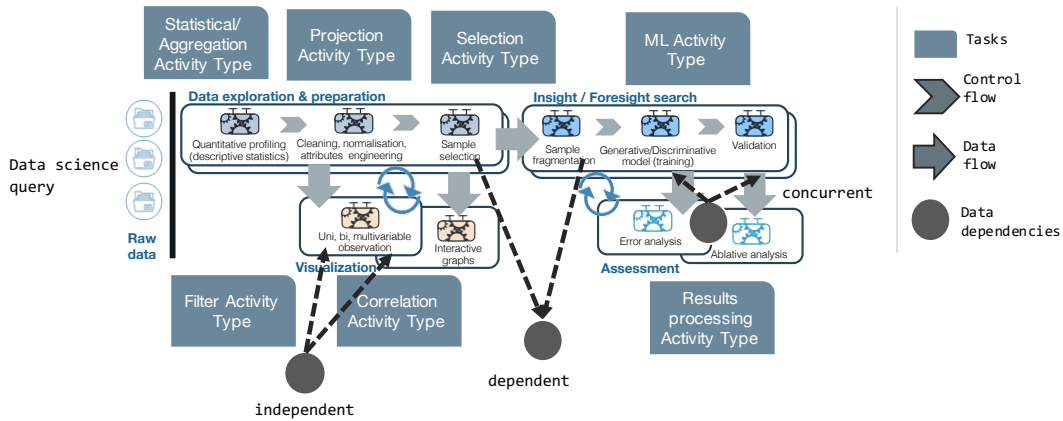 Statistical/
Aggregation
Activity Type
Projection
Activity Type
Selection
Activity Type
ML Activity
Type
Tasks
Control
flow
Data
flow
Data
dependencies
Data exploration & preparation
Insight / Foresight search
Quantitative profiling
(descriptive statistics)
Cleaning, normalisation,
attributes engineering
Sample
selection
Sample
fragmentation
Generative/Discriminative
model (training)
Validation
Data science
query
Raw
data
concurrent
Uni, bi, multivariable
observation
Interactive
graphs
Visualization
Error analysis
Ablative analysis
Assessment
Filter Activity
Type
Correlation
Activity Type
Results
processing
Activity Type
dependent
independent